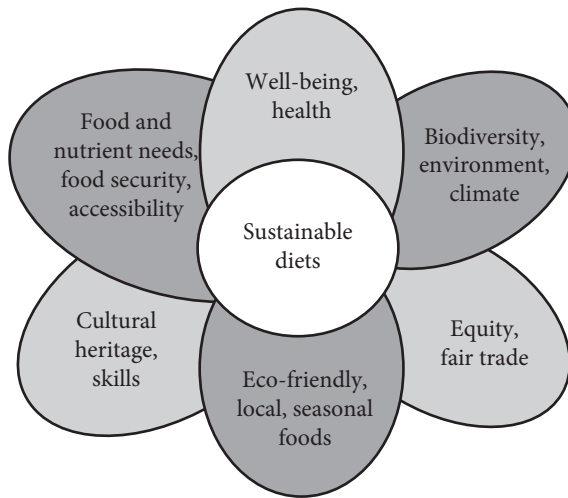 Well-being,
health
Food and
nutrient needs,
food security,
accessibility
Biodiversity,
environment,
climate
Sustainable
diets
Cultural
heritage,
skills
Equity,
fair trade
Eco-friendly,
local, seasonal
foods